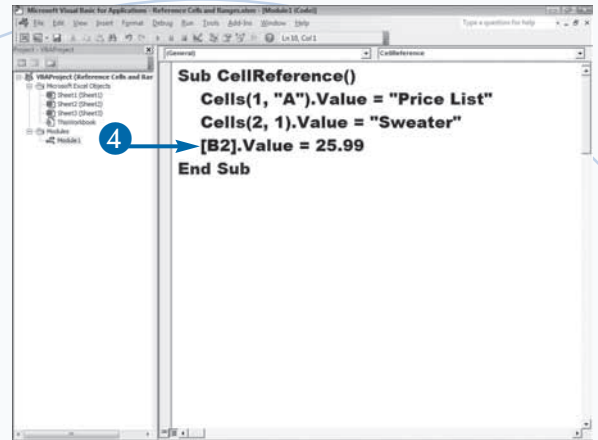 Microsoft Visual Basic for Applications - Reference Cells and Ranges.xlsm - [Module1 (Code)]
File Edit View Insert Format Debug Run Tools Add-Ins Window Help
Type a question for help
Ln 10, Col 1
Project - VBAProject
(General)
CellReference
VBAProject (Reference Cells and Ran
Microsoft Excel Objects
Sheet1 (Sheet1)
Sheet2 (Sheet2)
Sheet3 (Sheet3)
ThisWorkbook
Modules
Module1
Sub CellReference()
Cells(1, "A").Value = "Price List"
Cells(2, 1).Value = "Sweater"
4
[B2].Value = 25.99
End Sub